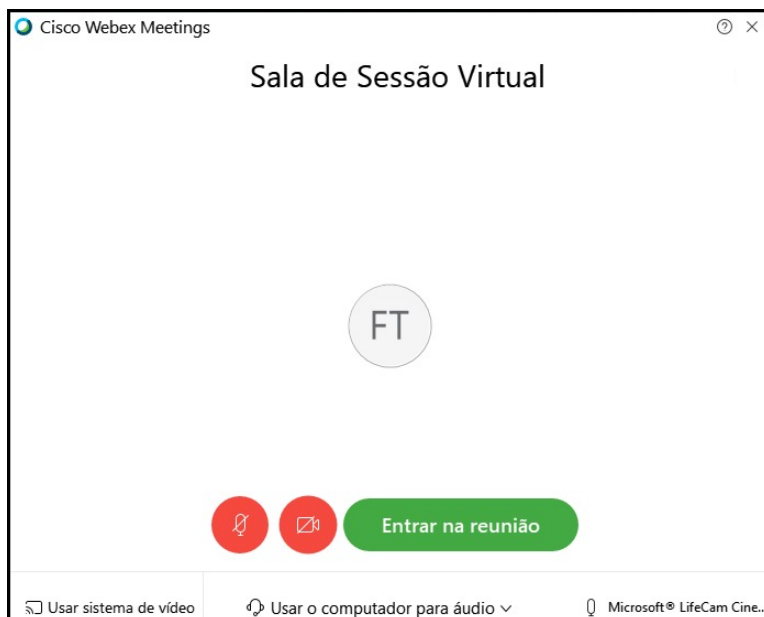 Cisco Webex Meetings
Sala de Sessão Virtual
FT
Entrar na reunião
Usar sistema de vídeo
Usar o computador para áudio
Microsoft® LifeCam Cine..